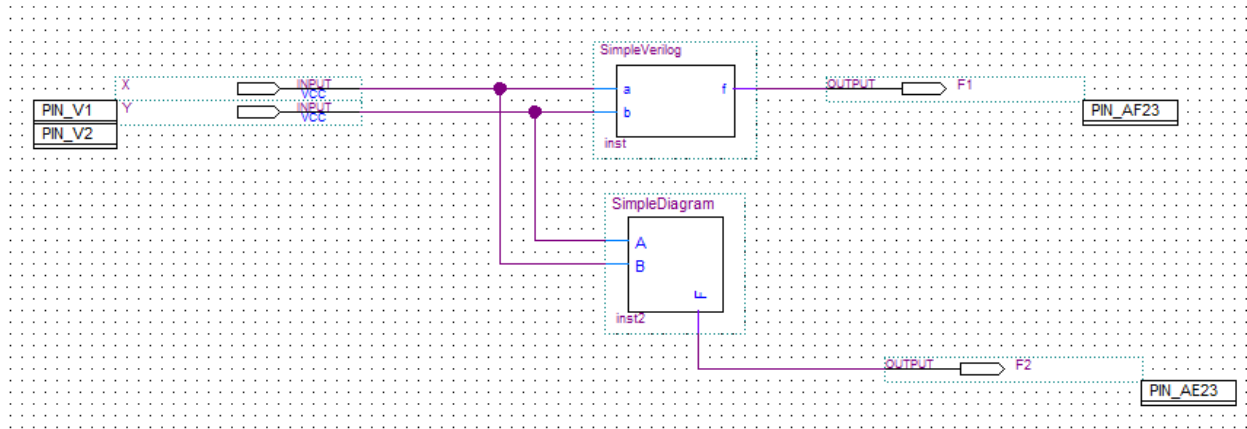 SimpleVerilog
X INPUT VCC
a f
OUTPUT F1
PIN_V1
Y INPUT VCC
b
PIN_AF23
PIN_V2
inst
SimpleDiagram
A
B
F
inst2
OUTPUT F2
PIN_AE23